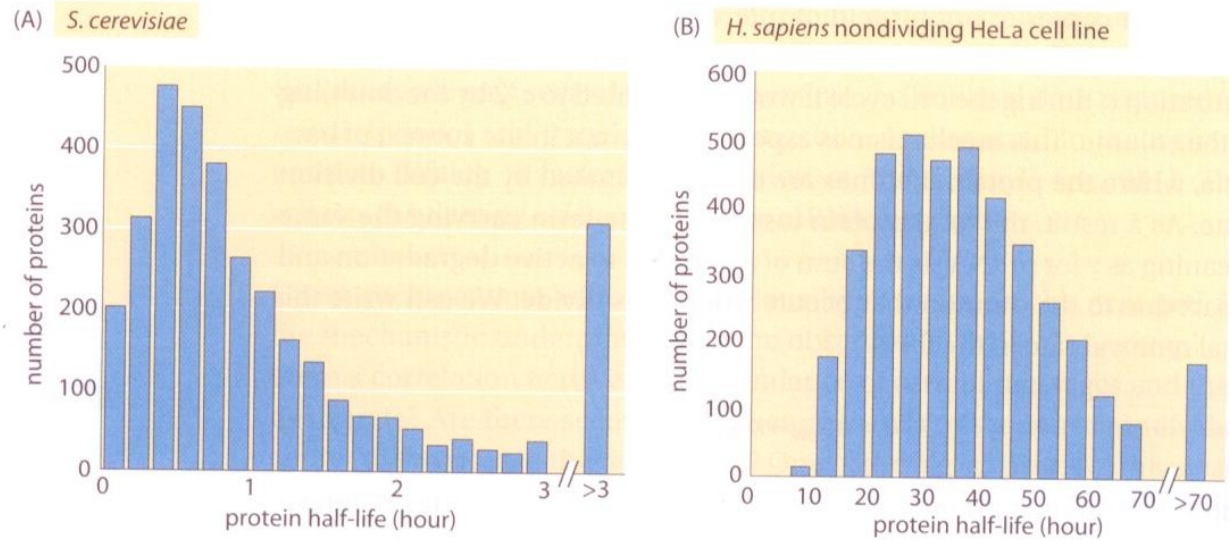 (A) S. cerevisiae
500
400
300
200
100
0
number of proteins
0 1 2 3 >3
protein half-life (hour)
(B) H. sapiens nondividing HeLa cell line
600
500
400
300
200
100
0
number of proteins
0 10 20 30 40 50 60 70 >70
protein half-life (hour)